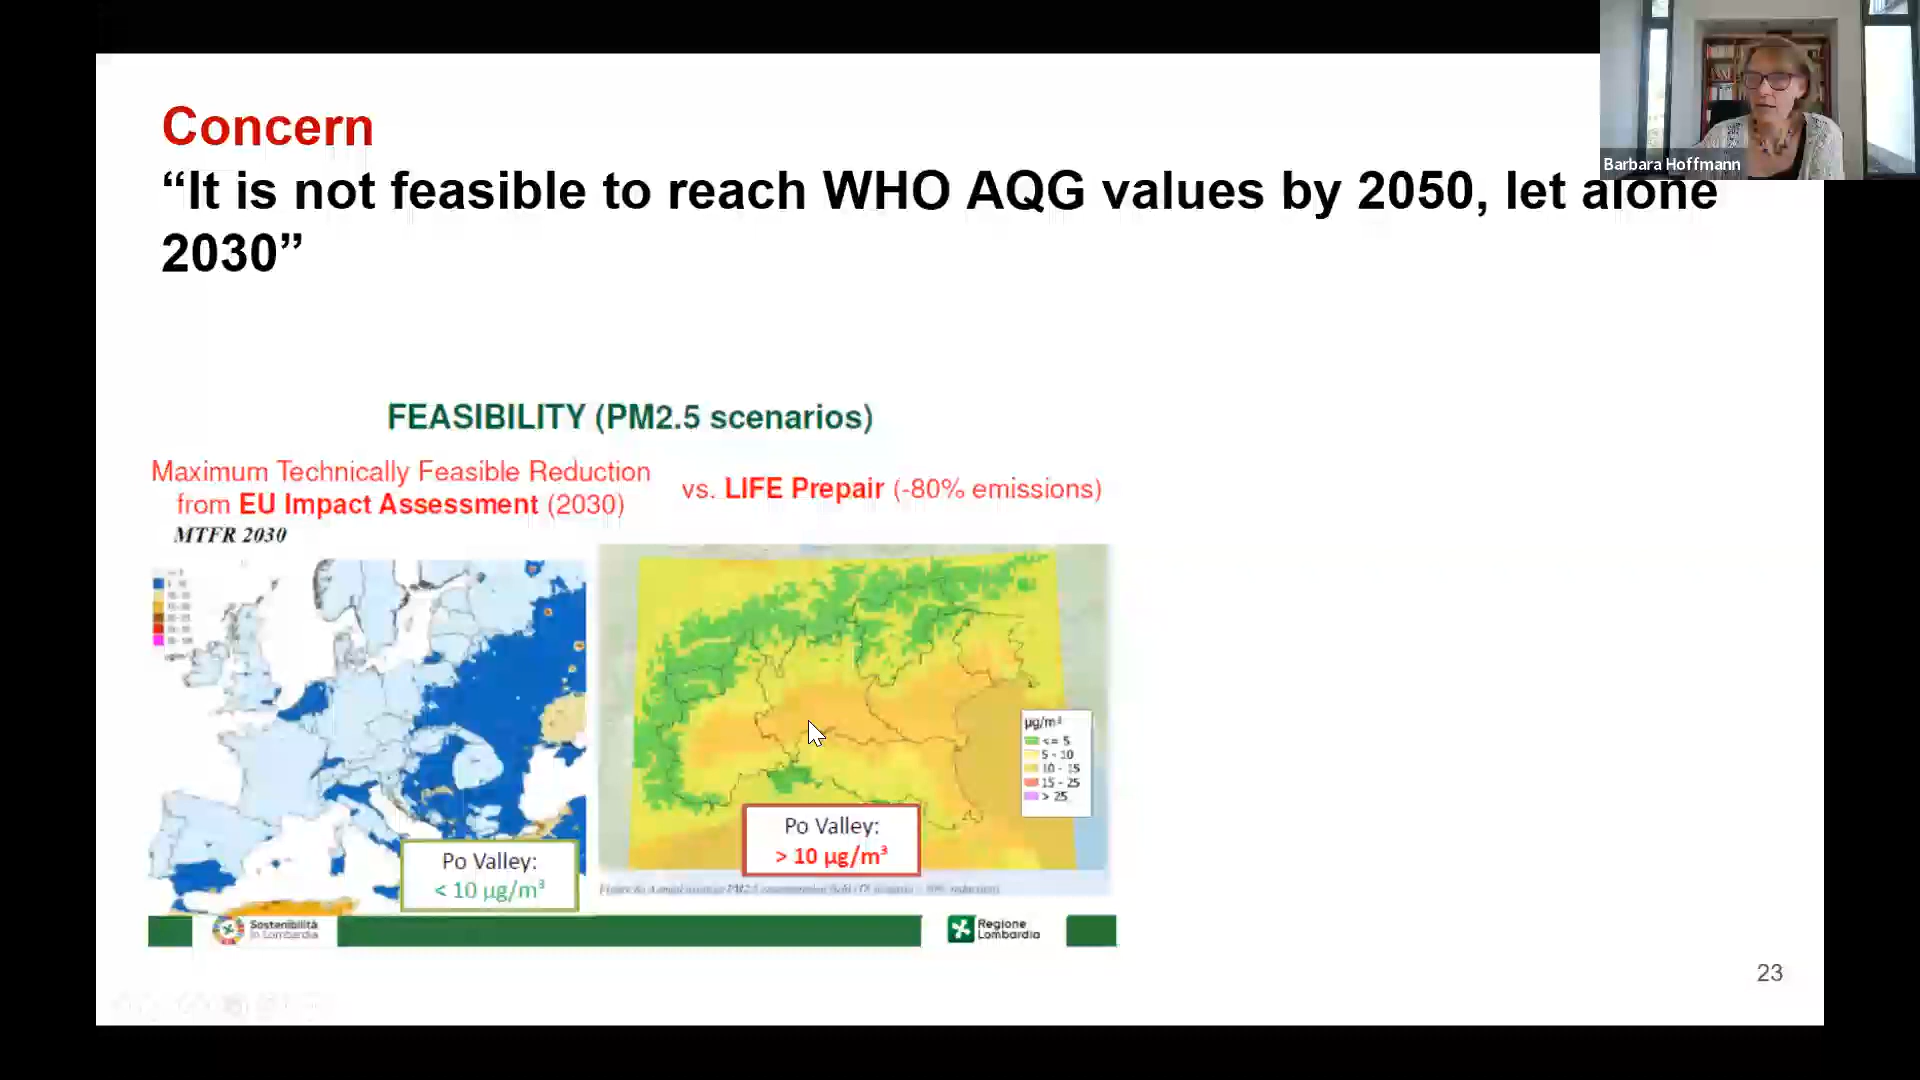 Barbara Hoffmann
Concern
“It is not feasible to reach WHO AQG values by 2050, let alone
2030”
FEASIBILITY (PM2.5 scenarios)
Maximum Technically Feasible Reduction
from EU Impact Assessment (2030)
vs. LIFE Prepair (-80% emissions)
MTFR 2030
µg/m³
<= 5
5 - 10
10 - 15
15 - 25
> 25
Po Valley:
< 10 µg/m³
Po Valley:
> 10 µg/m³
Sostenibilità
in Lombardia
Regione
Lombardia
23